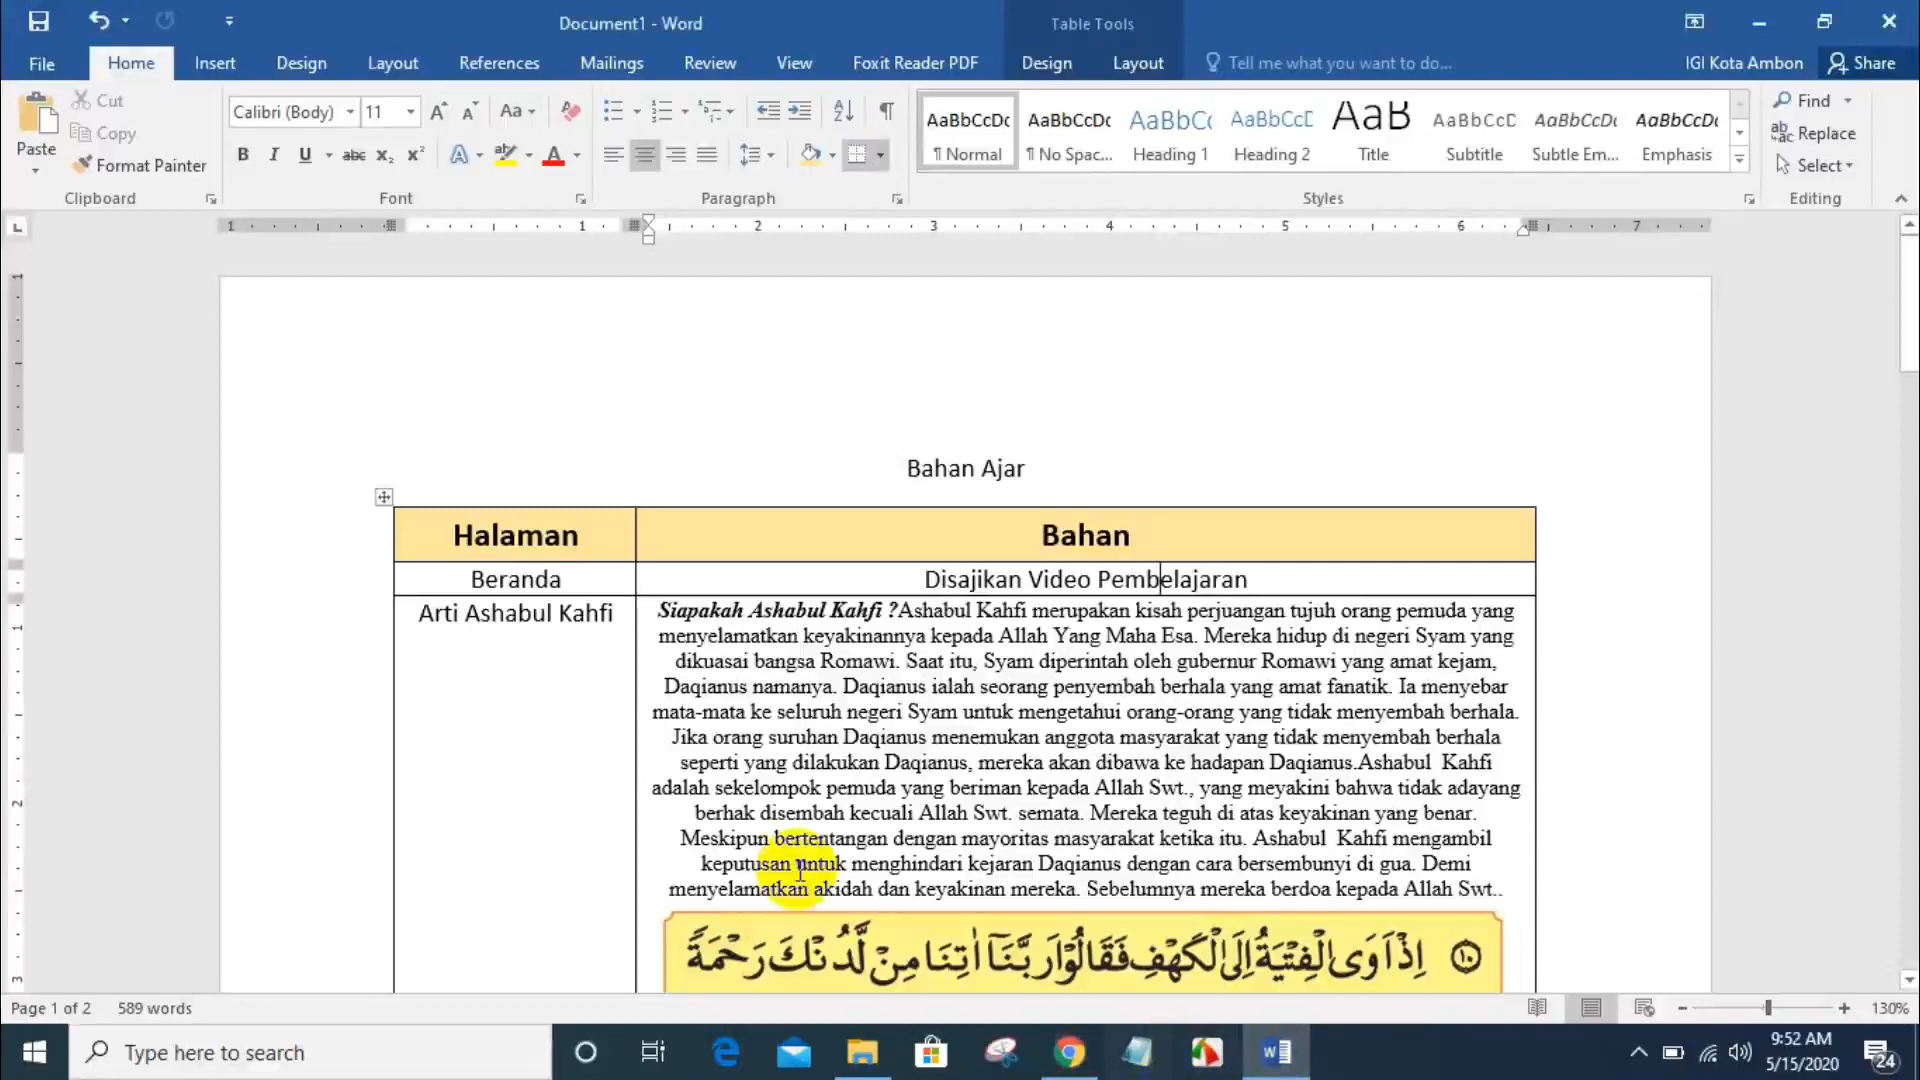 Document1 - Word
Table Tools
File
Home
Insert
Design
Layout
References
Mailings
Review
View
Foxit Reader PDF
Design
Layout
Tell me what you want to do...
IGI Kota Ambon
Share
Paste
Cut
Copy
Format Painter
Clipboard
Calibri (Body)
11
Font
Paragraph
AaBbCcDc
¶ Normal
AaBbCcDc
¶ No Spac...
AaBbC(
Heading 1
AaBbCcE
Heading 2
AaB
Title
AaBbCcD
Subtitle
AaBbCcDc
Subtle Em...
AaBbCcDc
Emphasis
Styles
Find
Replace
Select
Editing
1 1 2 3 4 5 6 7
Bahan Ajar
Halaman Bahan
Beranda Disajikan Video Pembelajaran
Arti Ashabul Kahfi
Siapakah Ashabul Kahfi ?Ashabul Kahfi merupakan kisah perjuangan tujuh orang pemuda yang
menyelamatkan keyakinannya kepada Allah Yang Maha Esa. Mereka hidup di negeri Syam yang
dikuasai bangsa Romawi. Saat itu, Syam diperintah oleh gubernur Romawi yang amat kejam,
Daqianus namanya. Daqianus ialah seorang penyembah berhala yang amat fanatik. Ia menyebar
mata-mata ke seluruh negeri Syam untuk mengetahui orang-orang yang tidak menyembah berhala.
Jika orang suruhan Daqianus menemukan anggota masyarakat yang tidak menyembah berhala
seperti yang dilakukan Daqianus, mereka akan dibawa ke hadapan Daqianus.Ashabul Kahfi
adalah sekelompok pemuda yang beriman kepada Allah Swt., yang meyakini bahwa tidak adayang
berhak disembah kecuali Allah Swt. semata. Mereka teguh di atas keyakinan yang benar.
Meskipun bertentangan dengan mayoritas masyarakat ketika itu. Ashabul Kahfi mengambil
keputusan untuk menghindari kejaran Daqianus dengan cara bersembunyi di gua. Demi
menyelamatkan akidah dan keyakinan mereka. Sebelumnya mereka berdoa kepada Allah Swt..
١٠ اِذْ اَوَى الْفِتْيَةُ اِلَى الْكَهْفِ فَقَالُوْا رَبَّنَآ اٰتِنَا مِنْ لَّدُنْكَ رَحْمَةً
Page 1 of 2
589 words
130%
Type here to search
9:52 AM
5/15/2020
24